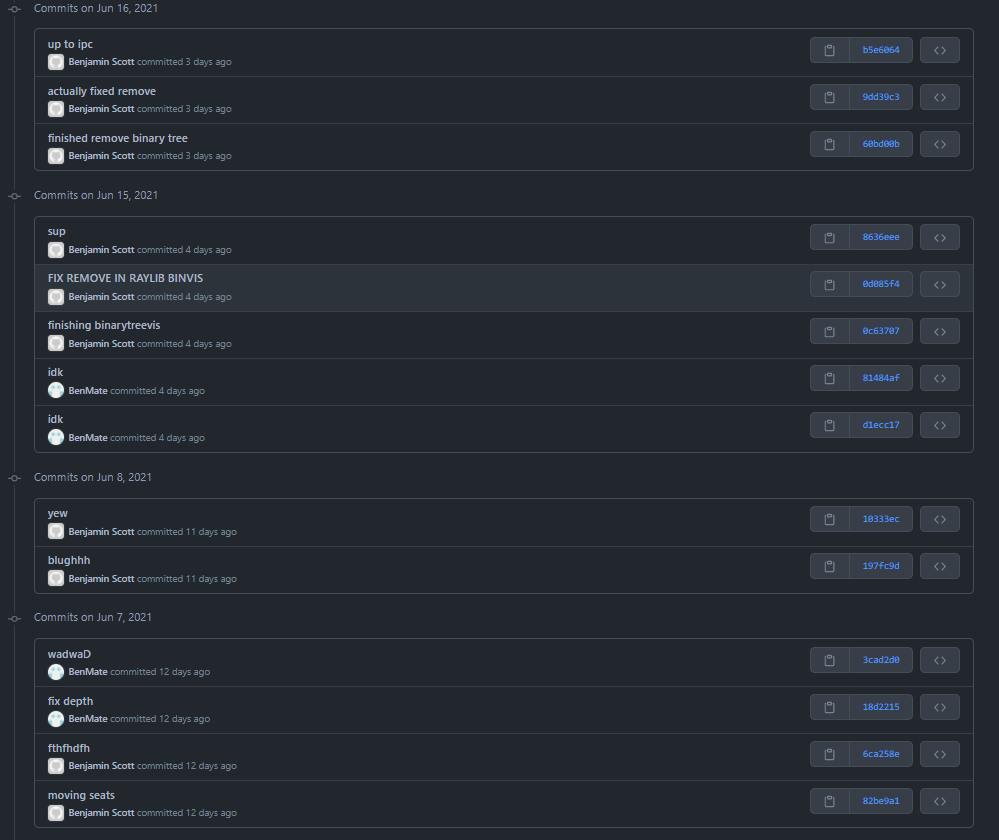 Commits on Jun 16, 2021
up to ipc
Benjamin Scott committed 3 days ago
b5e6064
actually fixed remove
Benjamin Scott committed 3 days ago
9dd39c3
finished remove binary tree
Benjamin Scott committed 3 days ago
60bd00b
Commits on Jun 15, 2021
sup
Benjamin Scott committed 4 days ago
8636eee
FIX REMOVE IN RAYLIB BINVIS
Benjamin Scott committed 4 days ago
0d085f4
finishing binarytreevis
Benjamin Scott committed 4 days ago
0c63707
idk
BenMate committed 4 days ago
81484af
idk
BenMate committed 4 days ago
d1ecc17
Commits on Jun 8, 2021
yew
Benjamin Scott committed 11 days ago
10333ec
blughhh
Benjamin Scott committed 11 days ago
197fc9d
Commits on Jun 7, 2021
wadwaD
BenMate committed 12 days ago
3cad2d0
fix depth
BenMate committed 12 days ago
18d2215
fthfhdfh
Benjamin Scott committed 12 days ago
6ca258e
moving seats
Benjamin Scott committed 12 days ago
82be9a1